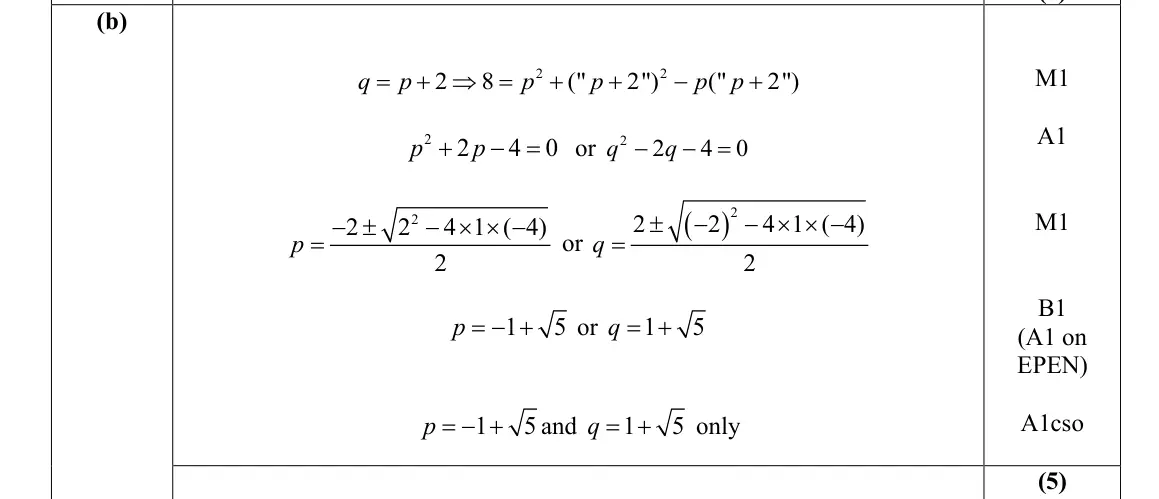 (b)
q = p + 2 ⇒ 8 = p² + ("p + 2")² − p("p + 2") M1
p² + 2p − 4 = 0 or q² − 2q − 4 = 0 A1
p = (−2 ± √(2² − 4×1×(−4)))/2 or q = (2 ± √((−2)² − 4×1×(−4)))/2 M1
p = −1 + √5 or q = 1 + √5 B1
(A1 on
EPEN)
p = −1 + √5 and q = 1 + √5 only A1cso
(5)